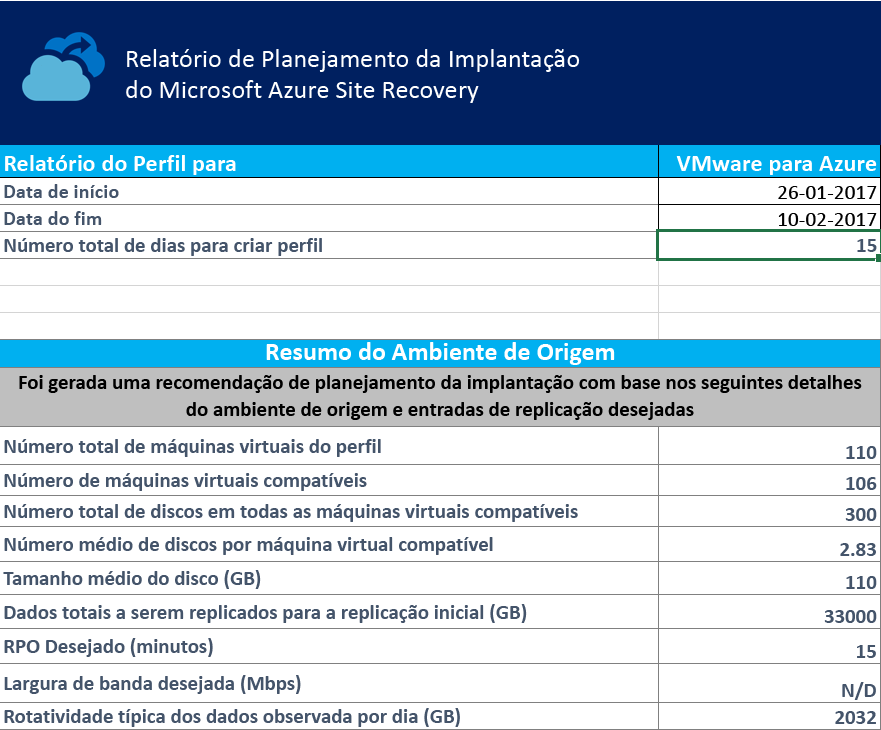 Relatório de Planejamento da Implantação
do Microsoft Azure Site Recovery
Relatório do Perfil para VMware para Azure
Data de início 26-01-2017
Data do fim 10-02-2017
Número total de dias para criar perfil 15
Resumo do Ambiente de Origem
Foi gerada uma recomendação de planejamento da implantação com base nos seguintes detalhes
do ambiente de origem e entradas de replicação desejadas
Número total de máquinas virtuais do perfil 110
Número de máquinas virtuais compatíveis 106
Número total de discos em todas as máquinas virtuais compatíveis 300
Número médio de discos por máquina virtual compatível 2.83
Tamanho médio do disco (GB) 110
Dados totais a serem replicados para a replicação inicial (GB) 33000
RPO Desejado (minutos) 15
Largura de banda desejada (Mbps) N/D
Rotatividade típica dos dados observada por dia (GB) 2032